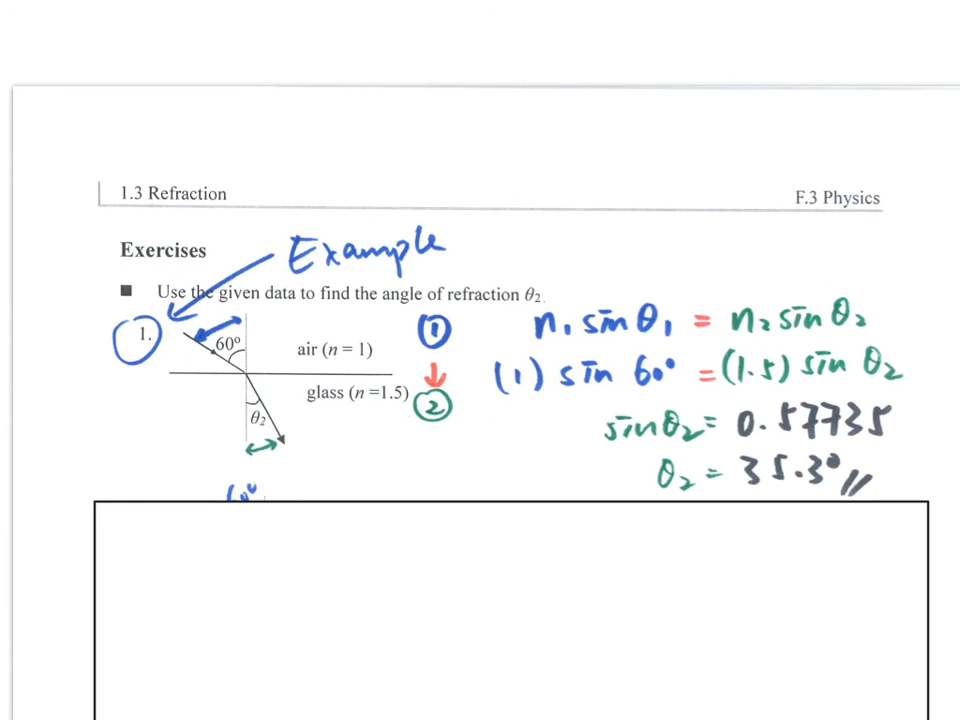 1.3 Refraction
F.3 Physics
Exercises
Example
■ Use the given data to find the angle of refraction θ₂.
1.
60°
air (n = 1)
glass (n =1.5)
θ₂
①
②
n₁ sin θ₁ = n₂ sin θ₂
(1) sin 60° = (1.5) sin θ₂
sin θ₂ = 0.57735
θ₂ = 35.3°//